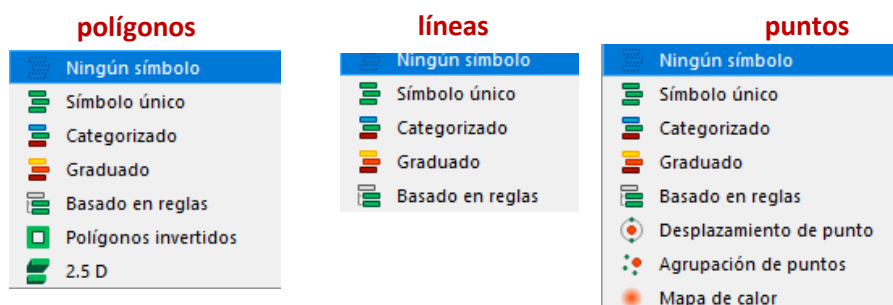 polígonos
Ningún símbolo
Símbolo único
Categorizado
Graduado
Basado en reglas
Polígonos invertidos
2.5 D
líneas
Ningún símbolo
Símbolo único
Categorizado
Graduado
Basado en reglas
puntos
Ningún símbolo
Símbolo único
Categorizado
Graduado
Basado en reglas
Desplazamiento de punto
Agrupación de puntos
Mapa de calor